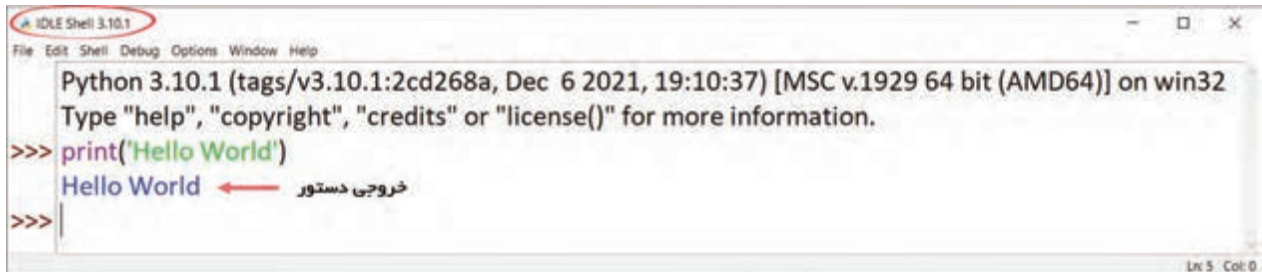 IDLE Shell 3.10.1
File Edit Shell Debug Options Window Help
Python 3.10.1 (tags/v3.10.1:2cd268a, Dec 6 2021, 19:10:37) [MSC v.1929 64 bit (AMD64)] on win32
Type "help", "copyright", "credits" or "license()" for more information.
>>> print('Hello World')
Hello World خروجی دستور
>>>
Ln: 5 Col: 0